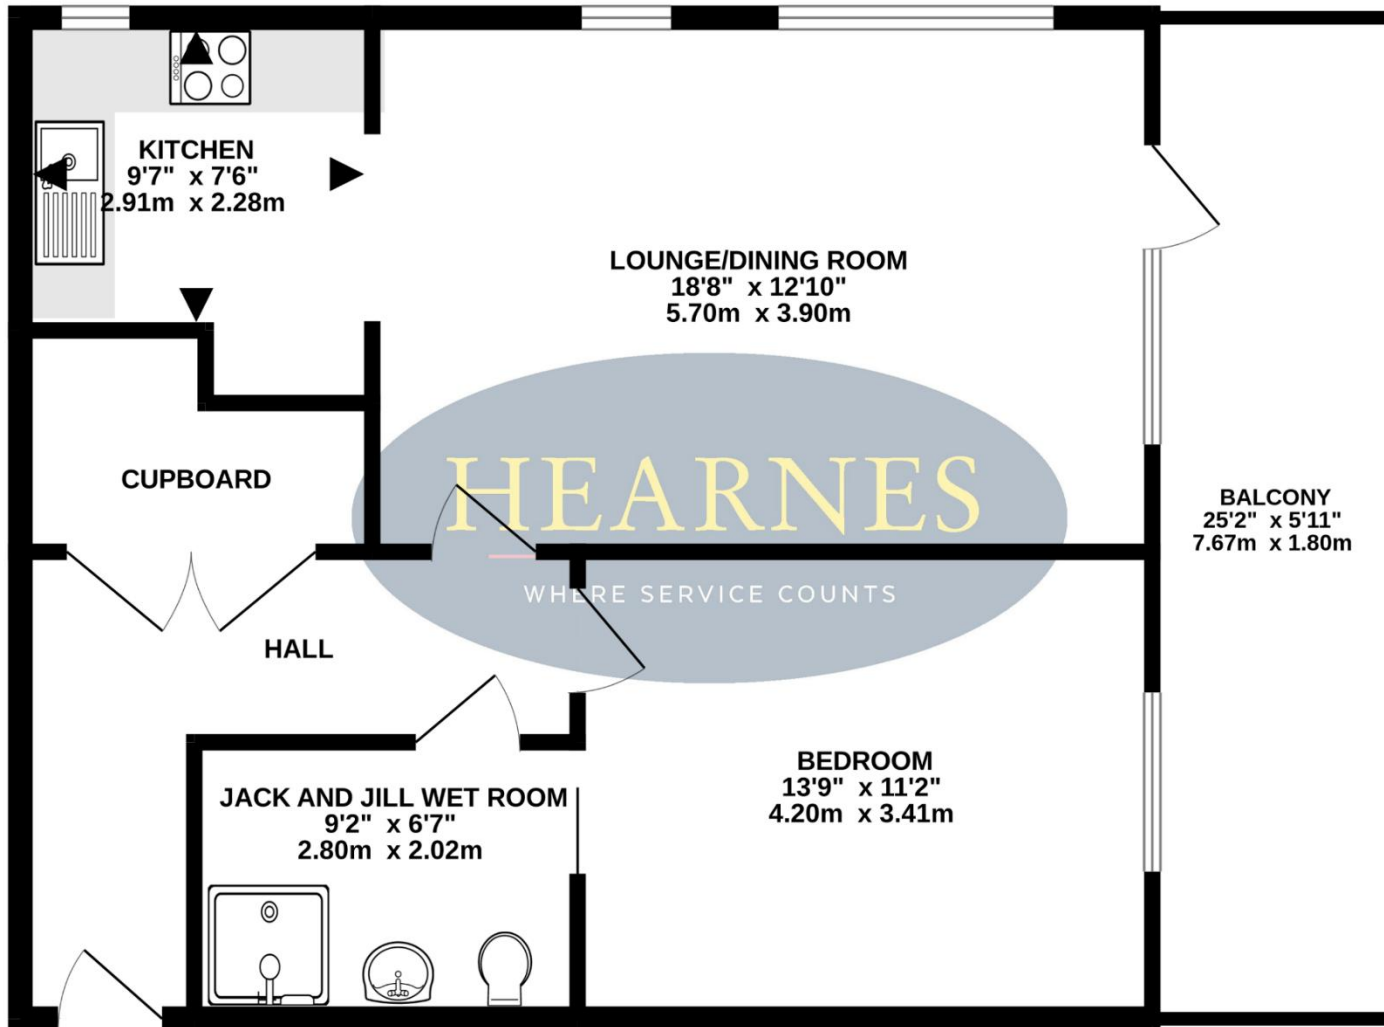 KITCHEN
9'7" x 7'6"
2.91m x 2.28m
LOUNGE/DINING ROOM
18'8" x 12'10"
5.70m x 3.90m
HEARNES
WHERE SERVICE COUNTS
CUPBOARD
BALCONY
25'2" x 5'11"
7.67m x 1.80m
HALL
BEDROOM
13'9" x 11'2"
4.20m x 3.41m
JACK AND JILL WET ROOM
9'2" x 6'7"
2.80m x 2.02m